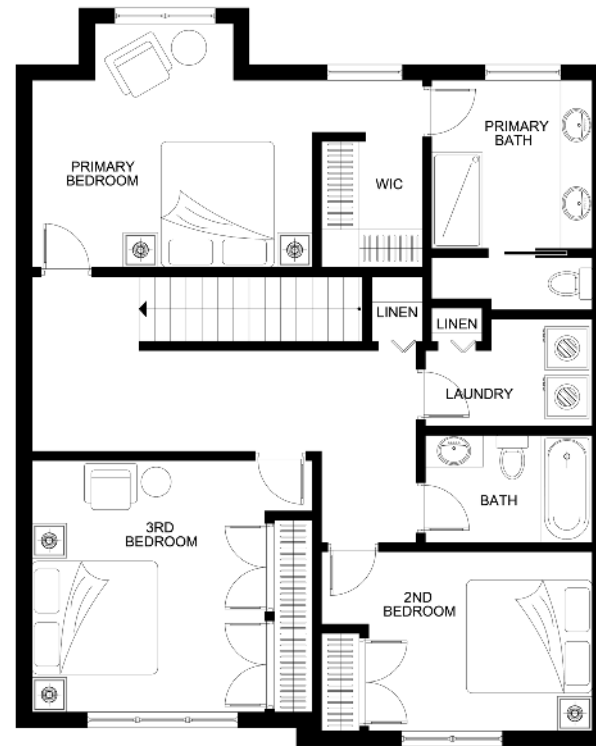 PRIMARY
BATH
PRIMARY
BEDROOM
WIC
LINEN
LINEN
LAUNDRY
BATH
3RD
BEDROOM
2ND
BEDROOM